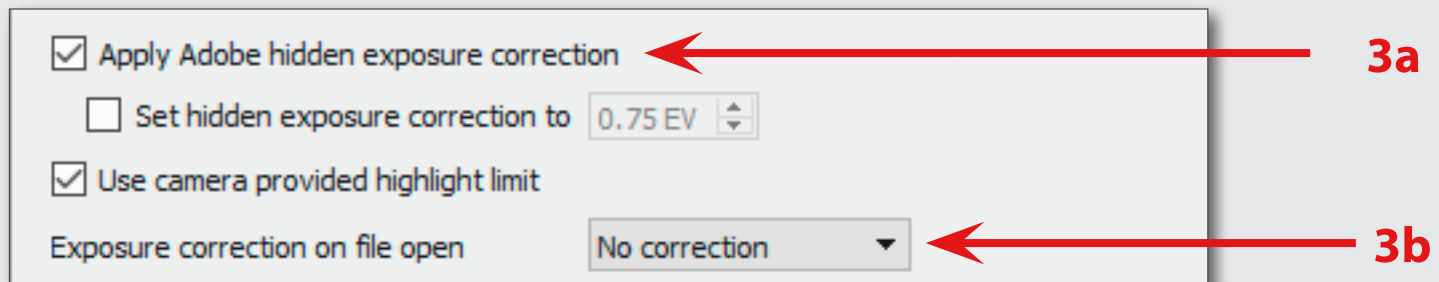 Apply Adobe hidden exposure correction 3a
Set hidden exposure correction to 0.75 EV
Use camera provided highlight limit
Exposure correction on file open No correction 3b